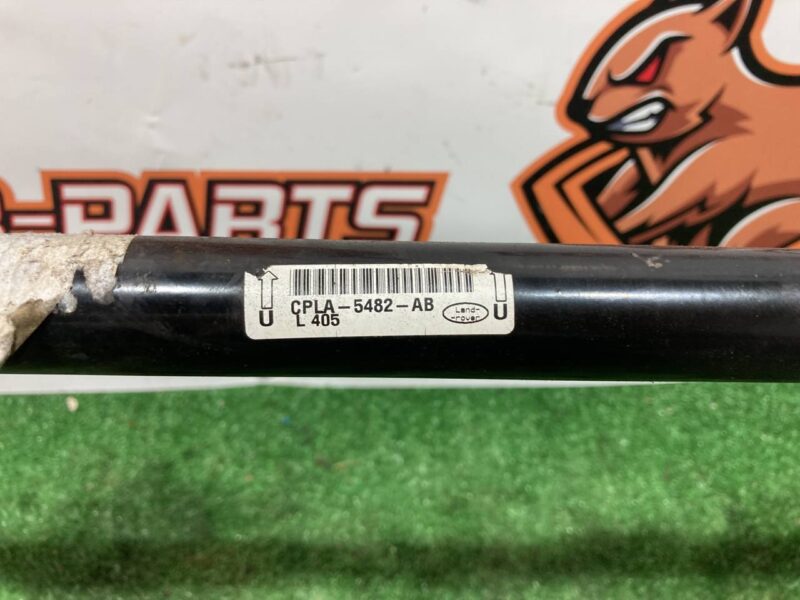 -PARTS
CPLA-5482-AB
L 405
Land-
-rover
U
U